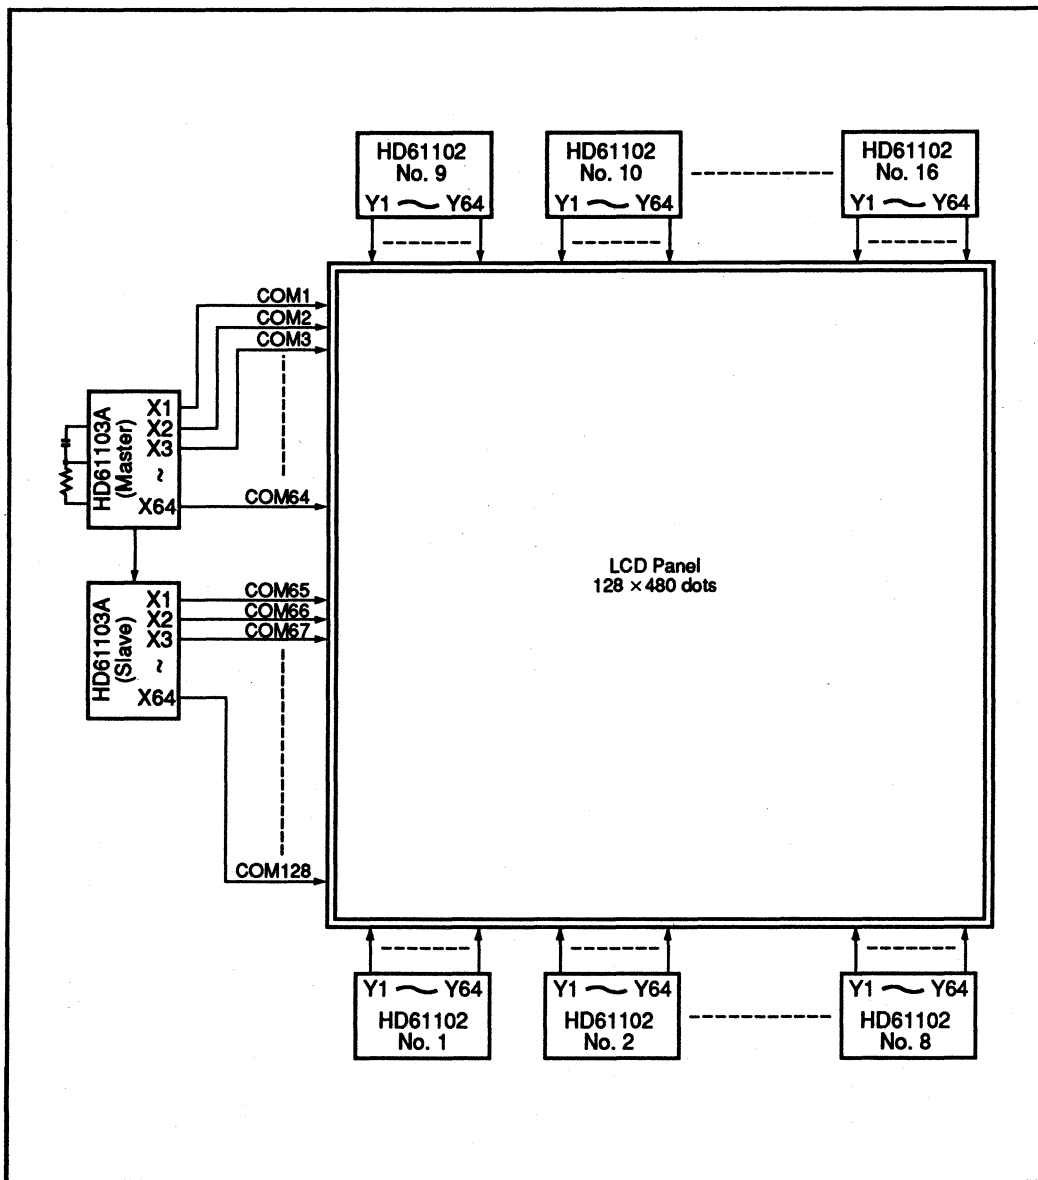 HD61102
No. 9
Y1 ~ Y64
HD61102
No. 10
Y1 ~ Y64
HD61102
No. 16
Y1 ~ Y64
COM1
COM2
COM3
COM64
HD61103A
(Master)
X1
X2
X3
~
X64
LCD Panel
128 × 480 dots
COM65
COM66
COM67
COM128
HD61103A
(Slave)
X1
X2
X3
~
X64
Y1 ~ Y64
HD61102
No. 1
Y1 ~ Y64
HD61102
No. 2
Y1 ~ Y64
HD61102
No. 8